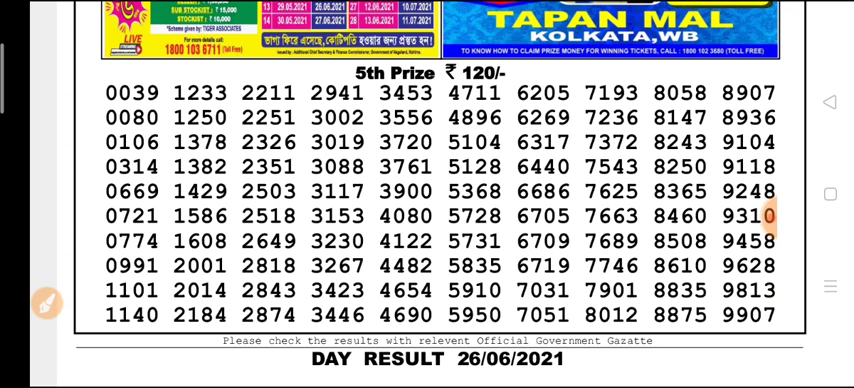 SUB STOCKIST : ₹ 15,000
STOCKIST : ₹ 10,000
*Scheme given by: TIGER ASSOCIATES
LIVE
For more details call:
1800 103 6711 (Toll Free)
13 29.05.2021 26.06.2021 27 12.06.2021 10.07.2021
14 30.05.2021 27.06.2021 28 13.06.2021 11.07.2021
ভাগ্য ফিরে এসেছে, কোটিপতি হওয়ার জন্য প্রস্তুত হন!
Issued by : Additional Chief Secretary & Finance Commissioner, Government of Nagaland, Kohima
TAPAN MAL
KOLKATA,WB
TO KNOW HOW TO CLAIM PRIZE MONEY FOR WINNING TICKETS, CALL : 1800 102 3680 (TOLL FREE)
5th Prize ₹ 120/-
0039 1233 2211 2941 3453 4711 6205 7193 8058 8907
0080 1250 2251 3002 3556 4896 6269 7236 8147 8936
0106 1378 2326 3019 3720 5104 6317 7372 8243 9104
0314 1382 2351 3088 3761 5128 6440 7543 8250 9118
0669 1429 2503 3117 3900 5368 6686 7625 8365 9248
0721 1586 2518 3153 4080 5728 6705 7663 8460 9310
0774 1608 2649 3230 4122 5731 6709 7689 8508 9458
0991 2001 2818 3267 4482 5835 6719 7746 8610 9628
1101 2014 2843 3423 4654 5910 7031 7901 8835 9813
1140 2184 2874 3446 4690 5950 7051 8012 8875 9907
Please check the results with relevent Official Government Gazatte
DAY RESULT 26/06/2021